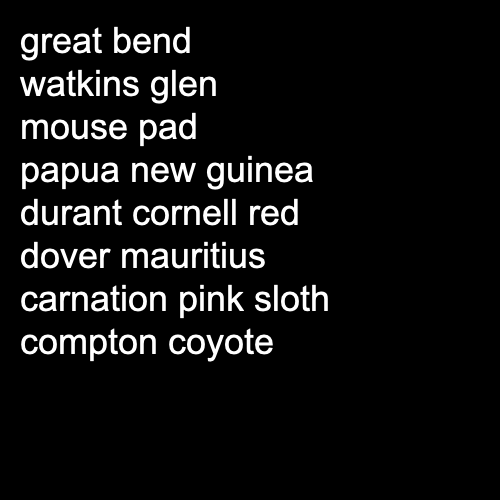 great bend
watkins glen
mouse pad
papua new guinea
durant cornell red
dover mauritius
carnation pink sloth
compton coyote